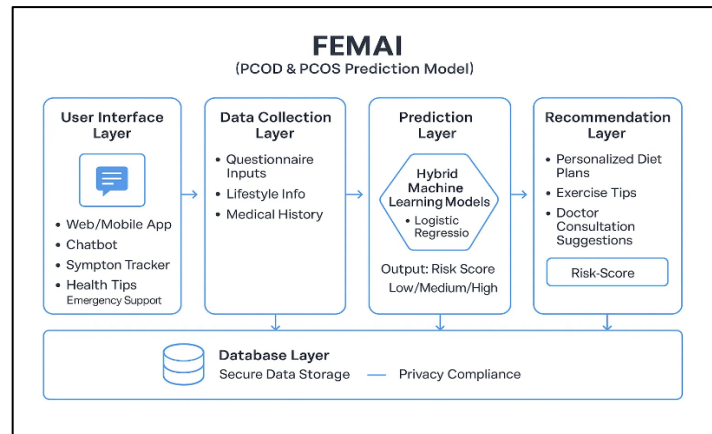 FEMAI
(PCOD & PCOS Prediction Model)
User Interface
Layer
• Web/Mobile App
• Chatbot
• Sympton Tracker
• Health Tips
Emergency Support
Data Collection
Layer
• Questionnaire
Inputs
• Lifestyle Info
• Medical History
Prediction
Layer
Hybrid
Machine
Learning Models
• Logistic
Regressio
Output: Risk Score
Low/Medium/High
Recommendation
Layer
• Personalized Diet
Plans
• Exercise Tips
• Doctor
Consultation
Suggestions
Risk-Score
Database Layer
Secure Data Storage — Privacy Compliance